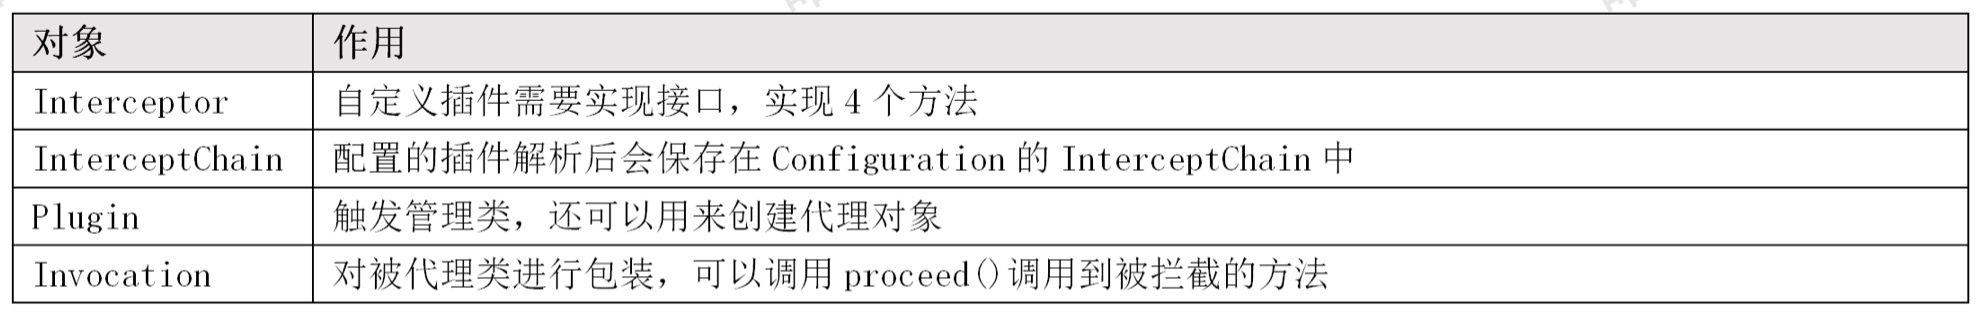 对象 作用
Interceptor 自定义插件需要实现接口，实现 4 个方法
InterceptChain 配置的插件解析后会保存在 Configuration 的 InterceptChain 中
Plugin 触发管理类，还可以用来创建代理对象
Invocation 对被代理类进行包装，可以调用 proceed()调用到被拦截的方法